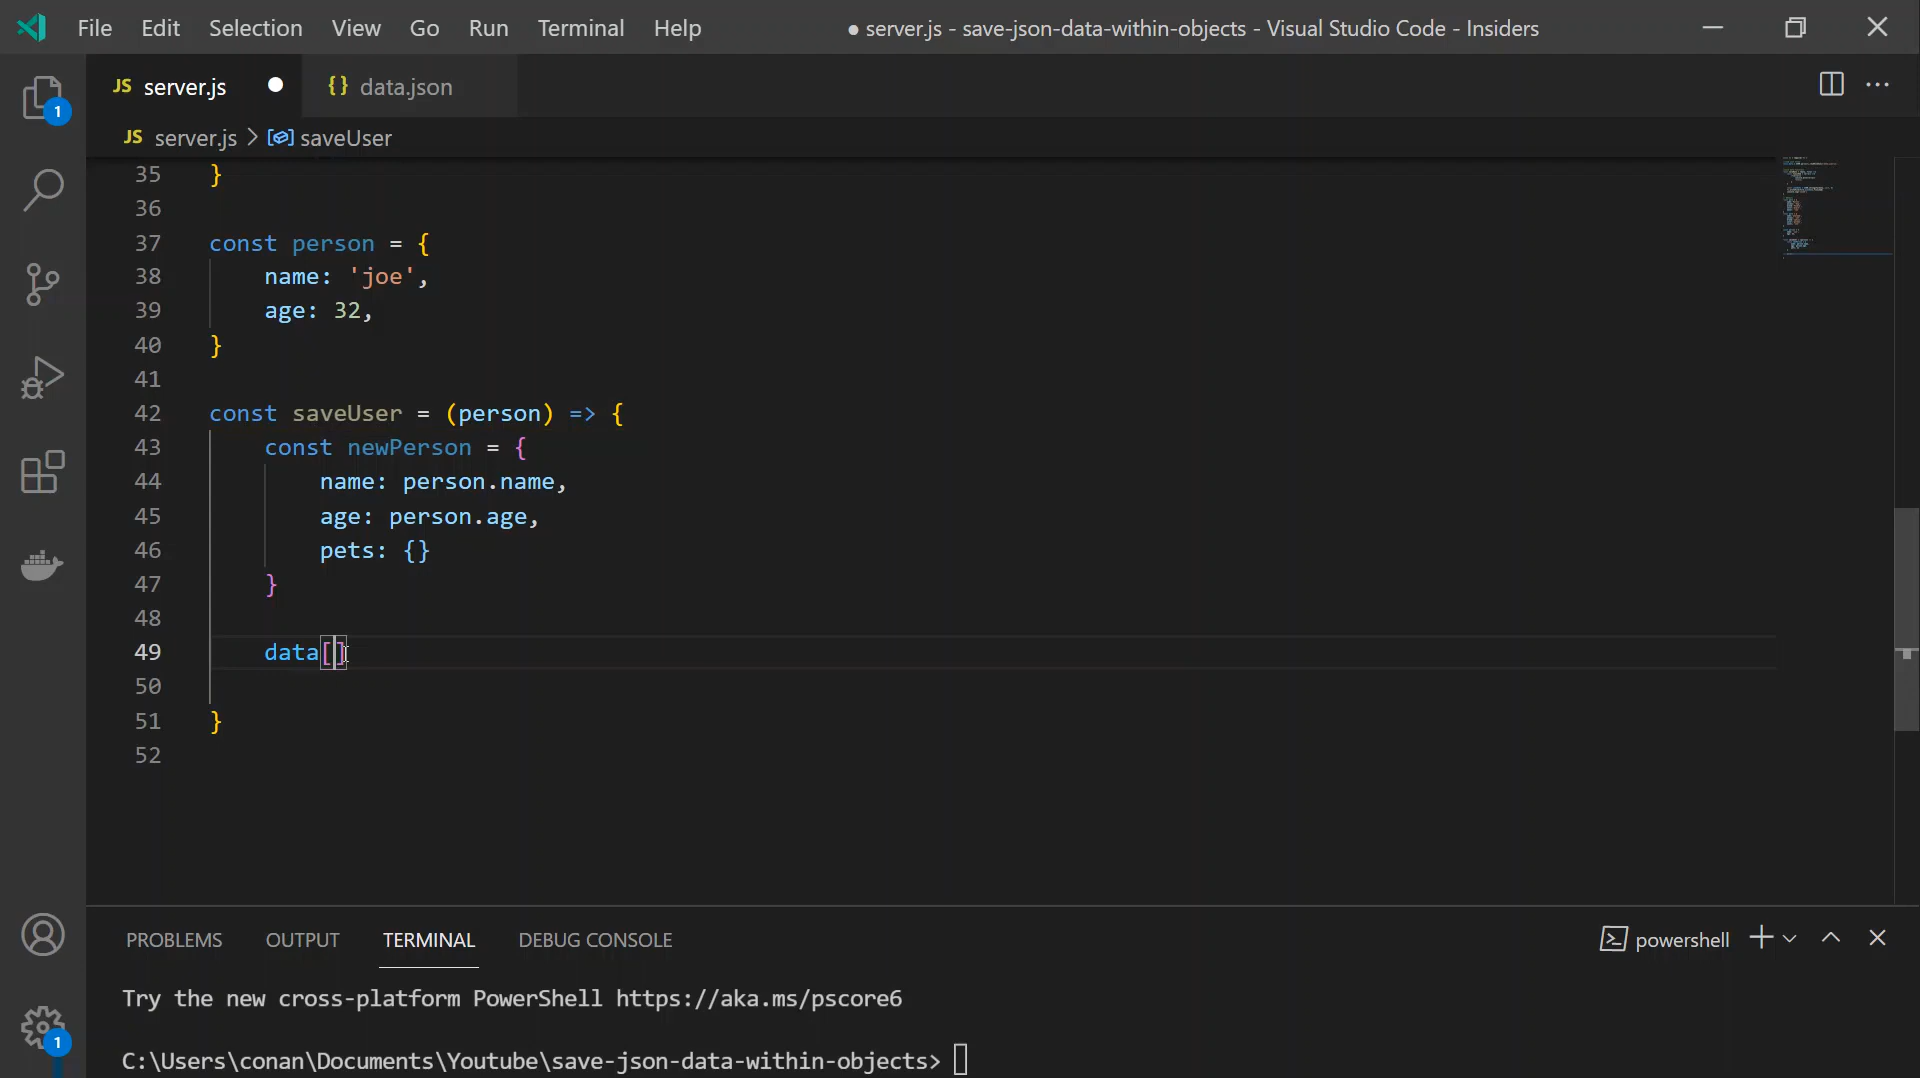 File Edit Selection View Go Run Terminal Help ● server.js - save-json-data-within-objects - Visual Studio Code - Insiders
1
JS server.js ● {} data.json
JS server.js > saveUser
35 }
36
37 const person = {
38 name: 'joe',
39 age: 32,
40 }
41
42 const saveUser = (person) => {
43 const newPerson = {
44 name: person.name,
45 age: person.age,
46 pets: {}
47 }
48
49 data[]
50
51 }
52
PROBLEMS OUTPUT TERMINAL DEBUG CONSOLE powershell
Try the new cross-platform PowerShell https://aka.ms/pscore6
1
C:\Users\conan\Documents\Youtube\save-json-data-within-objects>